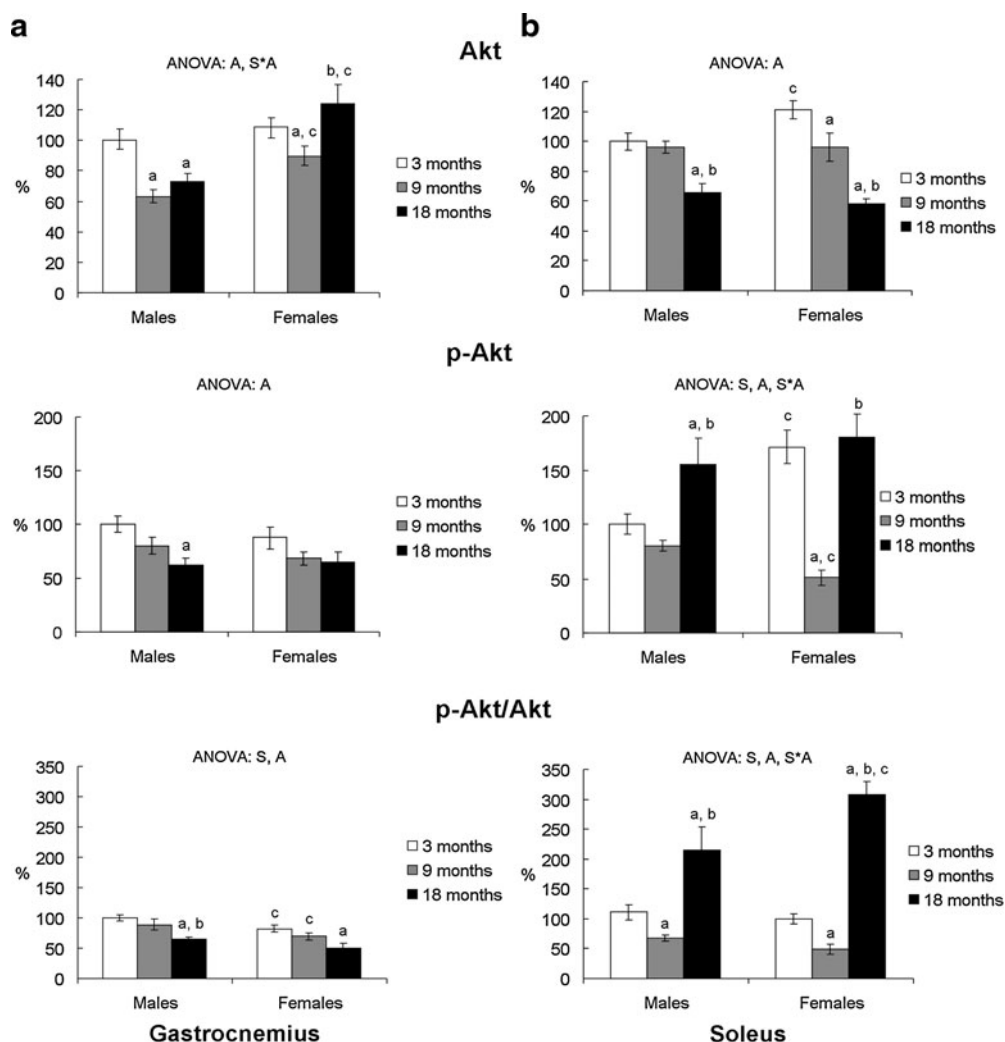 a
b
Akt
ANOVA: A, S*A
140
120
100
80
60
40
20
0
%
a
a
a, c
b, c
Males
Females
3 months
9 months
18 months
ANOVA: A
140
120
100
80
60
40
20
0
%
a, b
c
a
a, b
Males
Females
3 months
9 months
18 months
p-Akt
ANOVA: A
200
150
100
50
0
%
a
Males
Females
3 months
9 months
18 months
ANOVA: S, A, S*A
200
150
100
50
0
%
a, b
c
a, c
b
Males
Females
3 months
9 months
18 months
p-Akt/Akt
ANOVA: S, A
350
300
250
200
150
100
50
0
%
a, b
c
c
a
Males
Females
3 months
9 months
18 months
Gastrocnemius
ANOVA: S, A, S*A
350
300
250
200
150
100
50
0
%
a
a, b
a
a, b, c
Males
Females
3 months
9 months
18 months
Soleus